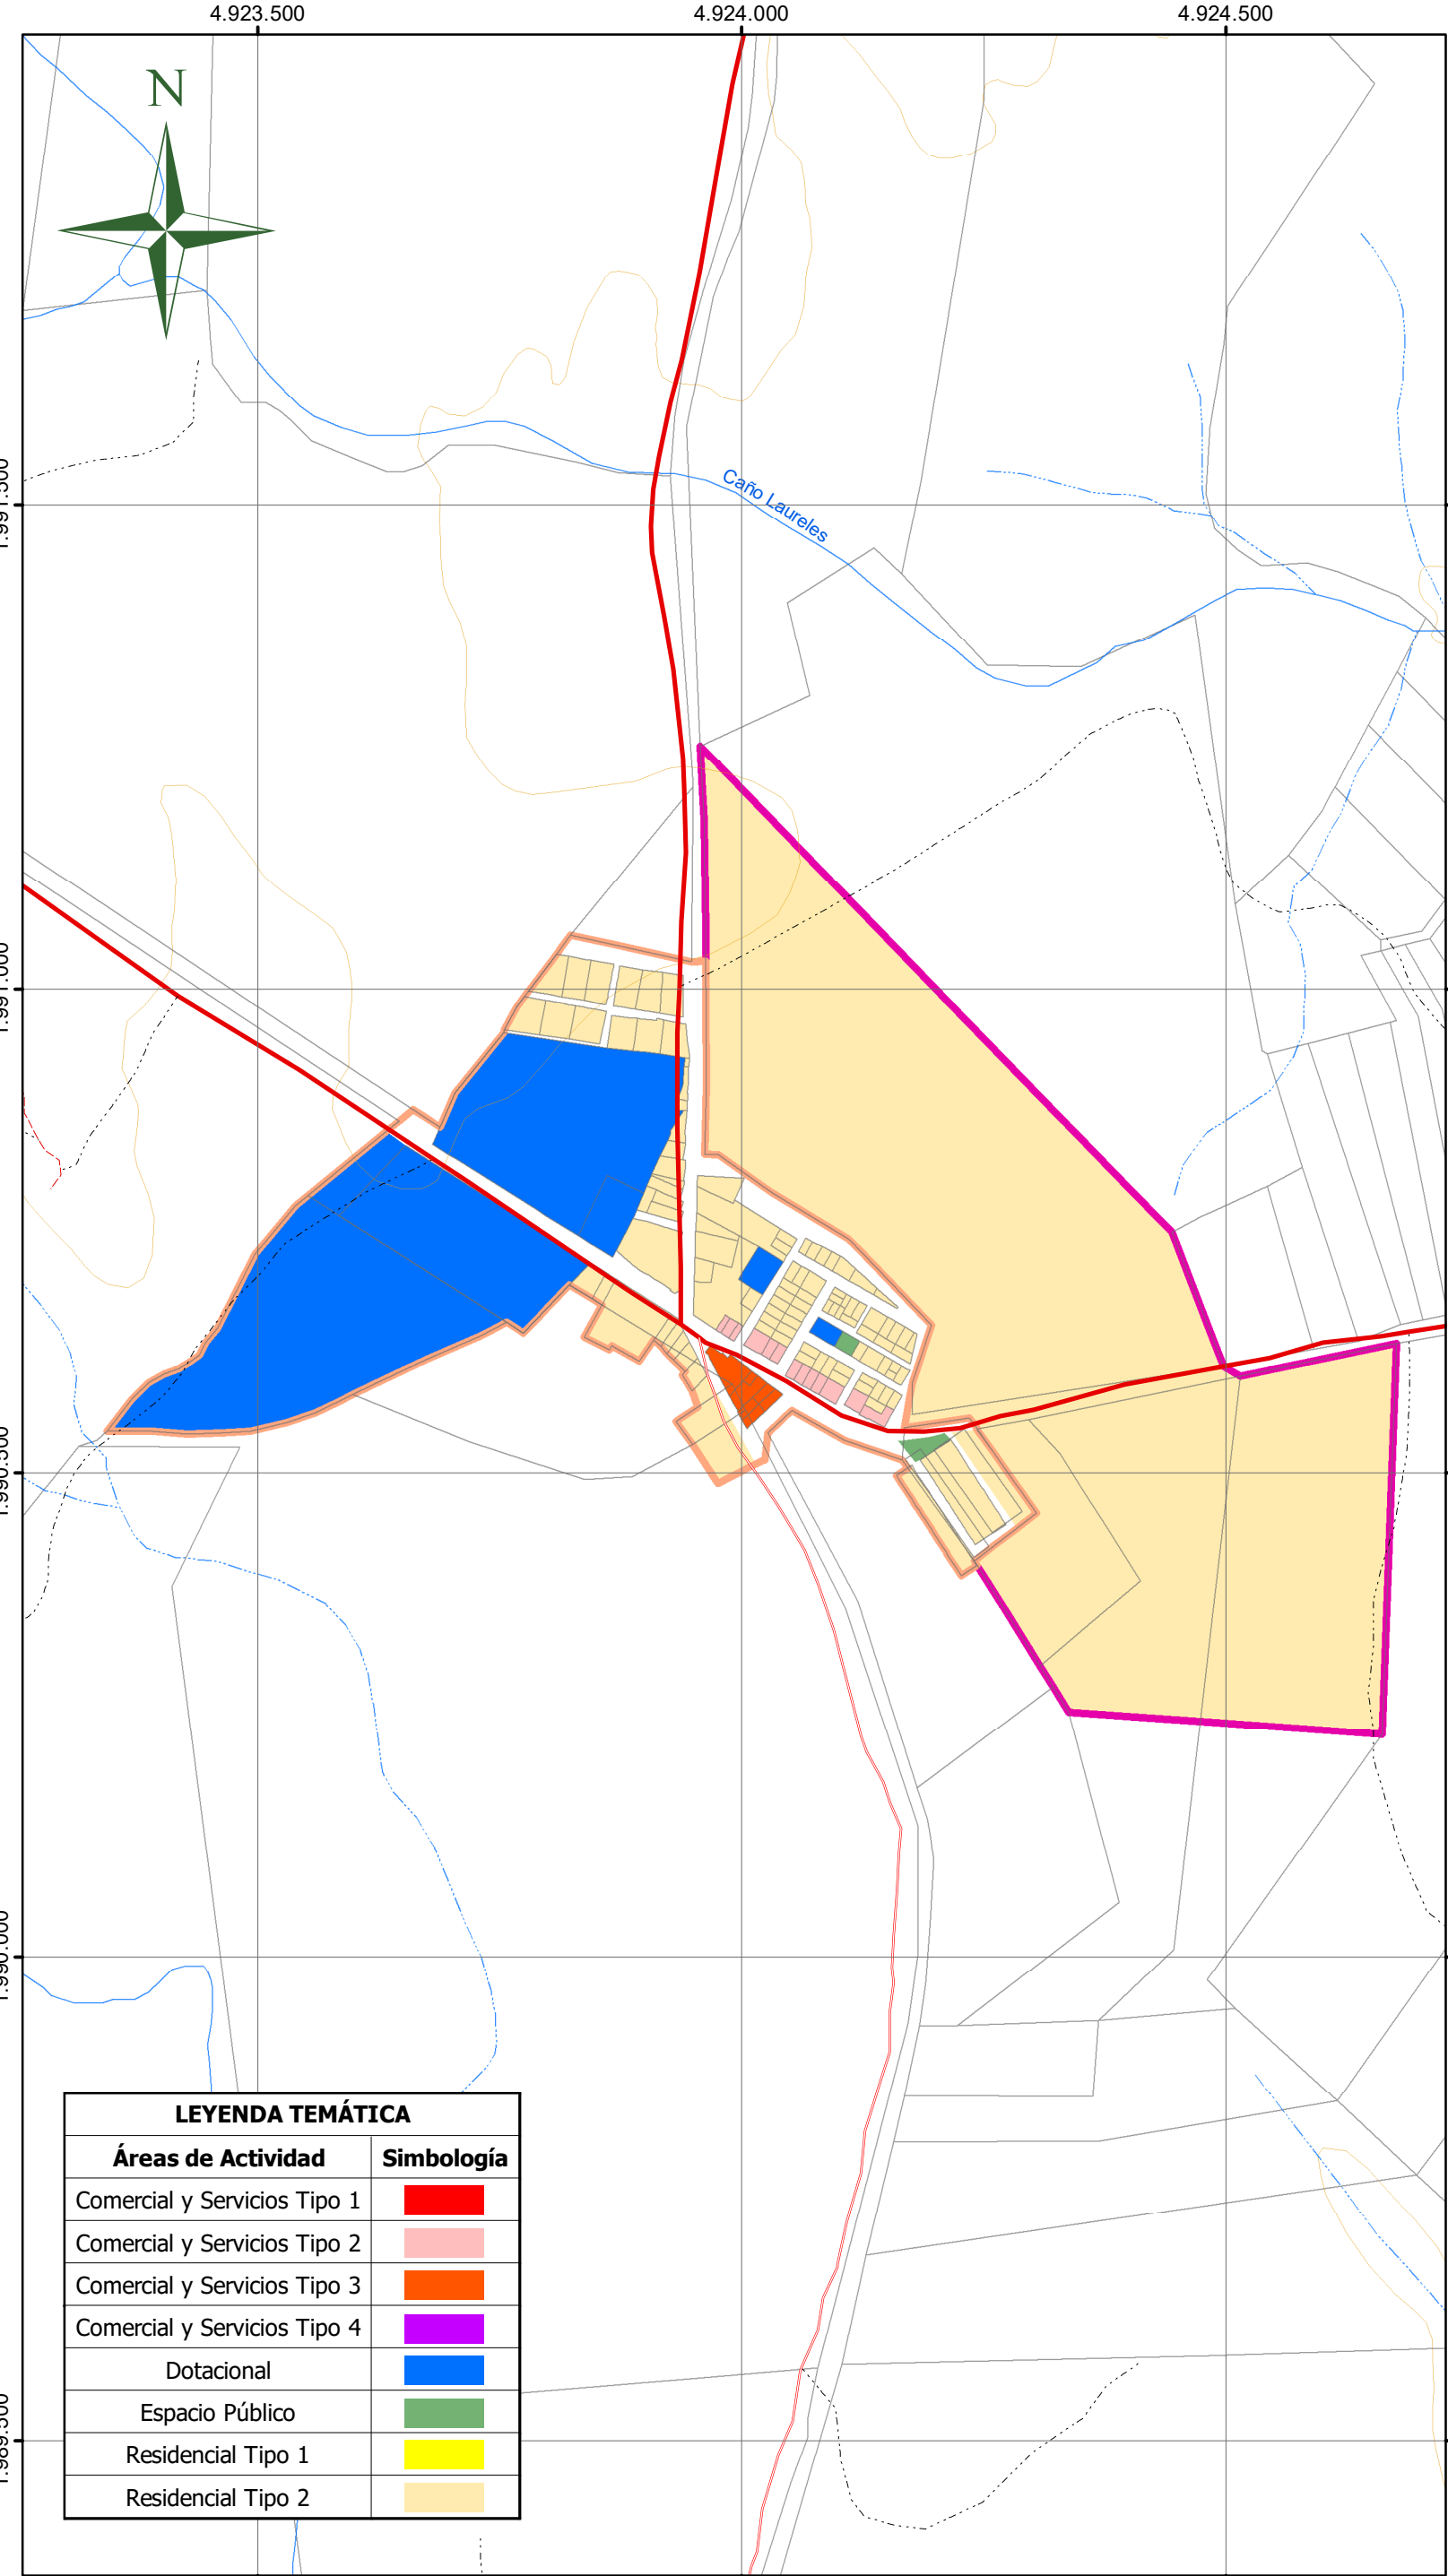 4.923.500 4.924.000 4.924.500
N
Caño Laureles
LEYENDA TEMÁTICA
Áreas de Actividad Simbología
Comercial y Servicios Tipo 1
Comercial y Servicios Tipo 2
Comercial y Servicios Tipo 3
Comercial y Servicios Tipo 4
Dotacional
Espacio Público
Residencial Tipo 1
Residencial Tipo 2